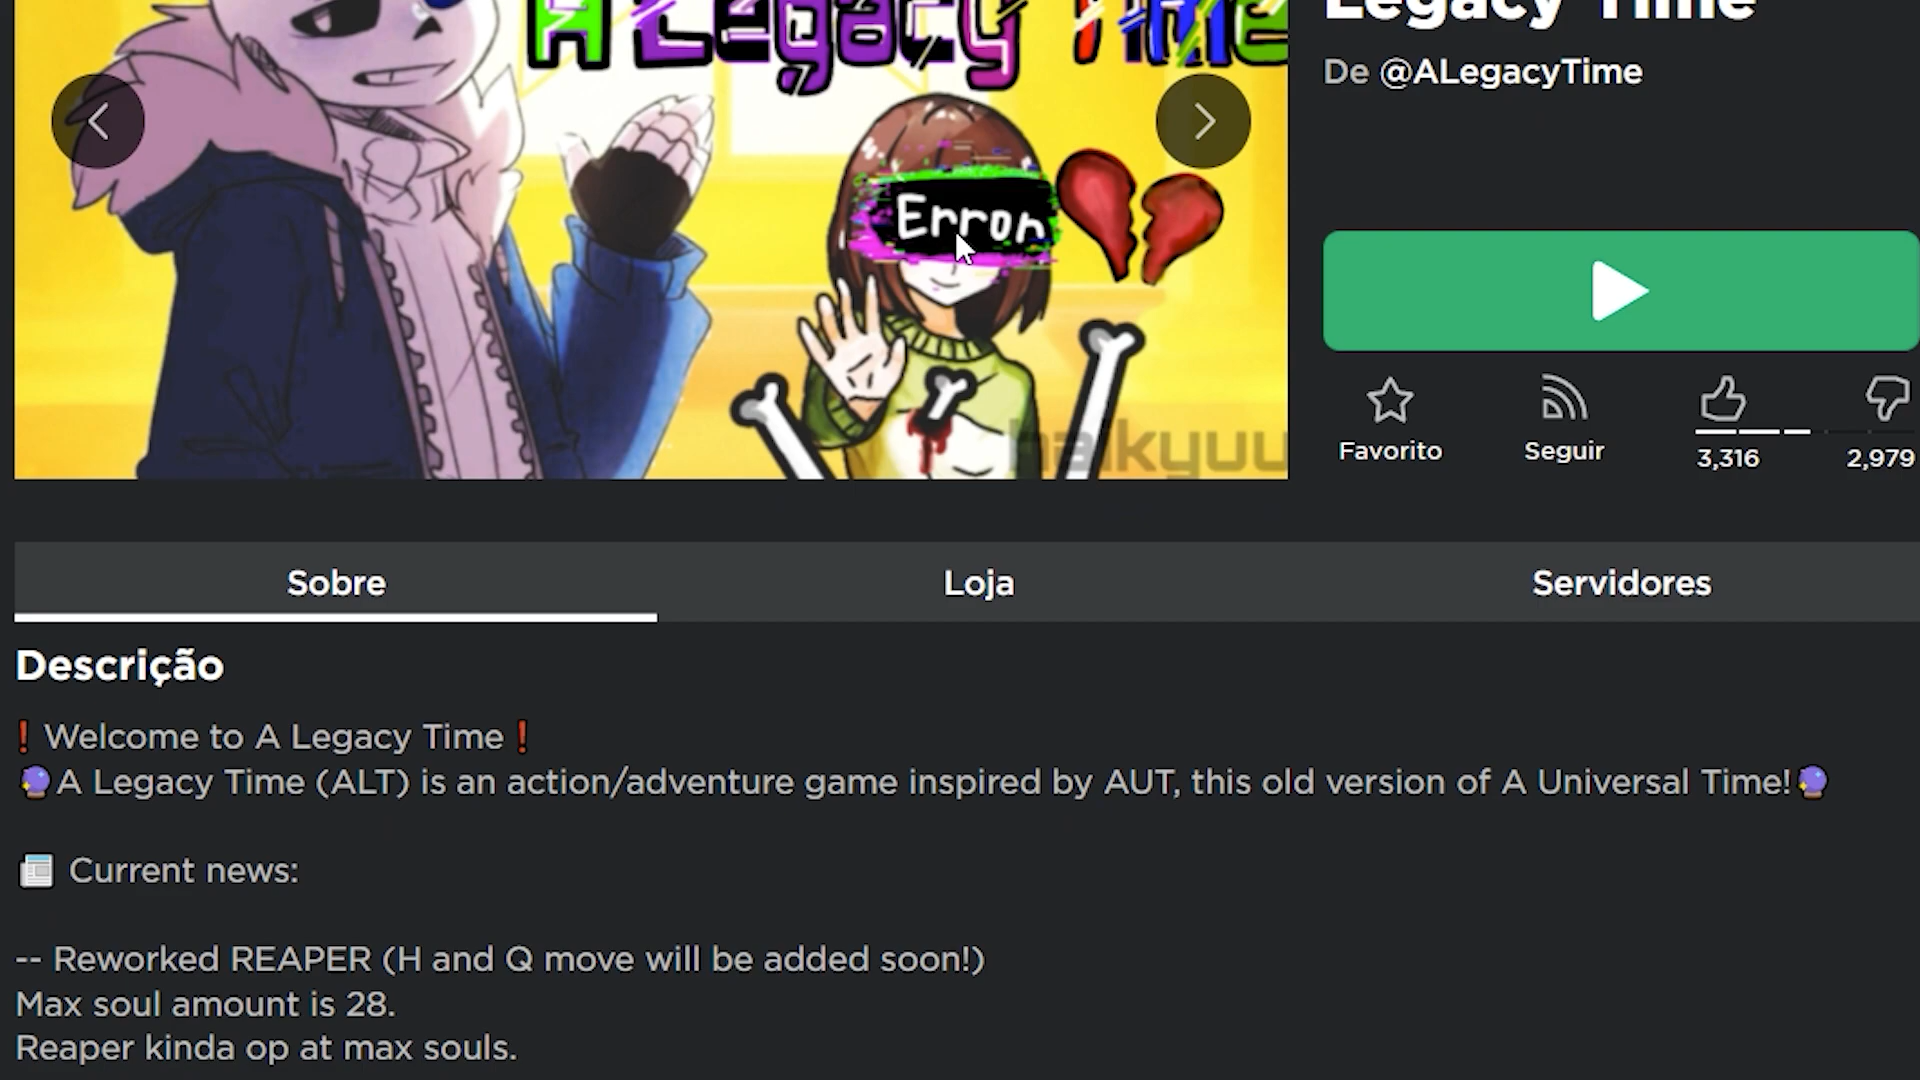 A Legacy Time
Legacy Time
De @ALegacyTime
Error
haikyuu
Favorito
Seguir
3,316
2,979
Sobre
Loja
Servidores
Descrição
❗Welcome to A Legacy Time❗
🔮A Legacy Time (ALT) is an action/adventure game inspired by AUT, this old version of A Universal Time!🔮
📰 Current news:
-- Reworked REAPER (H and Q move will be added soon!)
Max soul amount is 28.
Reaper kinda op at max souls.